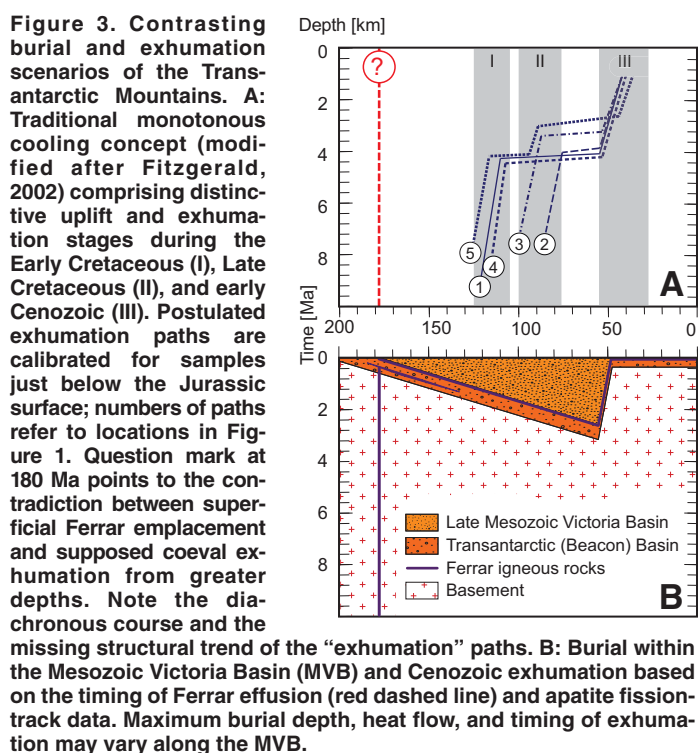 Figure 3. Contrasting
burial and exhumation
scenarios of the Trans-
antarctic Mountains. A:
Traditional monotonous
cooling concept (modi-
fied after Fitzgerald,
2002) comprising distinc-
tive uplift and exhuma-
tion stages during the
Early Cretaceous (I), Late
Cretaceous (II), and early
Cenozoic (III). Postulated
exhumation paths are
calibrated for samples
just below the Jurassic
surface; numbers of paths
refer to locations in Fig-
ure 1. Question mark at
180 Ma points to the con-
tradiction between super-
ficial Ferrar emplacement
and supposed coeval ex-
humation from greater
depths. Note the dia-
chronous course and the
missing structural trend of the “exhumation” paths. B: Burial within
the Mesozoic Victoria Basin (MVB) and Cenozoic exhumation based
on the timing of Ferrar effusion (red dashed line) and apatite fission-
track data. Maximum burial depth, heat flow, and timing of exhuma-
tion may vary along the MVB.
Depth [km]
0
?
I
II
III
2
4
6
8
5
4
1
3
2
A
Time [Ma]
200
150
100
50
0
0
2
4
6
8
Late Mesozoic Victoria Basin
Transantarctic (Beacon) Basin
Ferrar igneous rocks
Basement
B